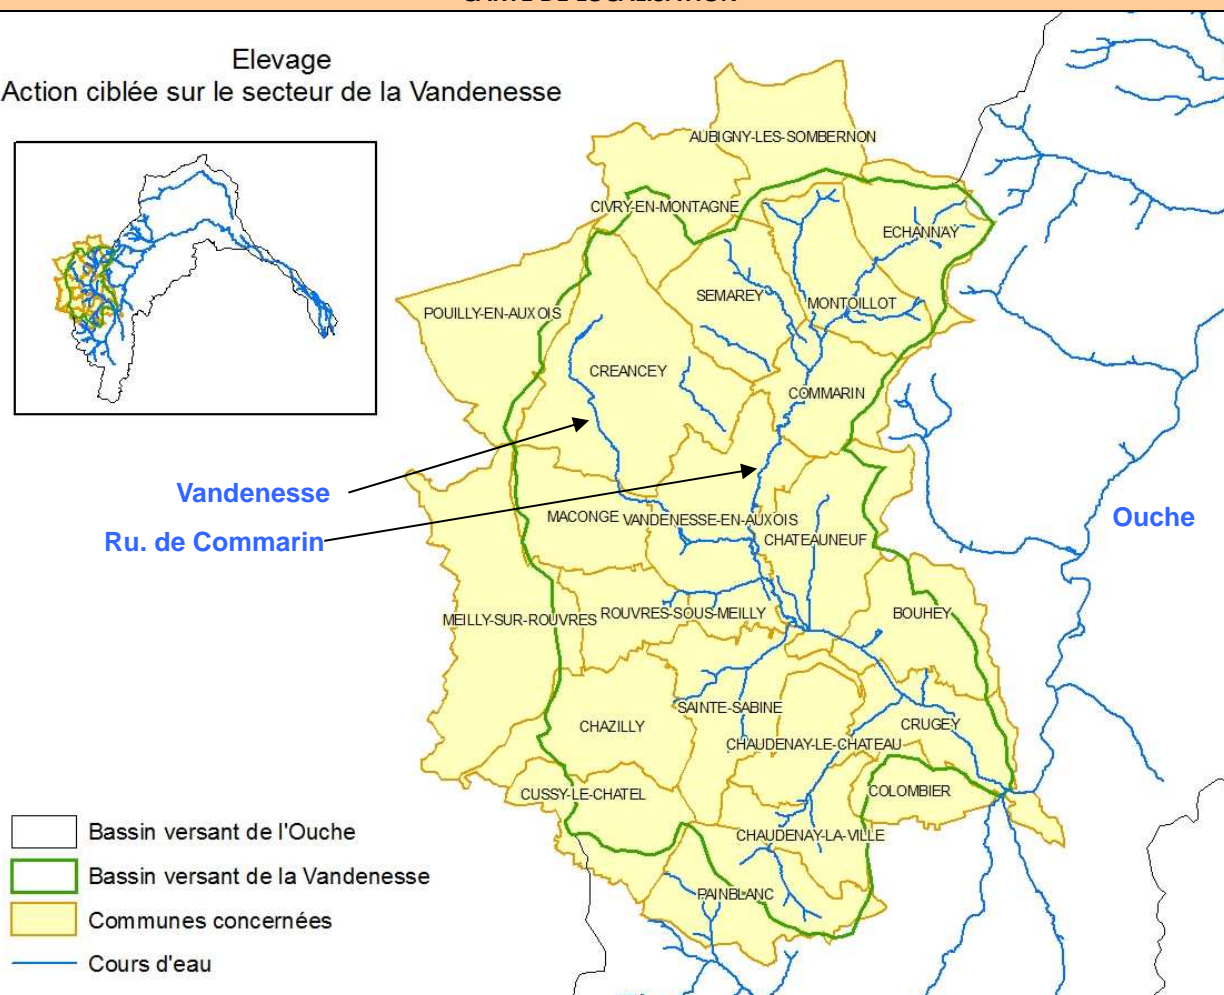 CARTE DE LOCALISATION
Elevage
Action ciblée sur le secteur de la Vandenesse
AUBIGNY-LES-SOMBERNON
CIVRY-EN-MONTAGNE
ECHANNAY
SEMAREY
MONTOILLOT
POUILLY-EN-AUXOIS
CREANCEY
COMMARIN
Vandenesse
MACONGE
VANDENESSE-EN-AUXOIS
Ouche
Ru. de Commarin
CHATEAUNEUF
MEILLY-SUR-ROUVRES
ROUVRES-SOUS-MEILLY
BOUHEY
SAINTE-SABINE
CHAZILLY
CRUGEY
CHAUDENAY-LE-CHATEAU
CUSSY-LE-CHATEL
COLOMBIER
CHAUDENAY-LA-VILLE
PAINBLANC
Bassin versant de l'Ouche
Bassin versant de la Vandenesse
Communes concernées
Cours d'eau